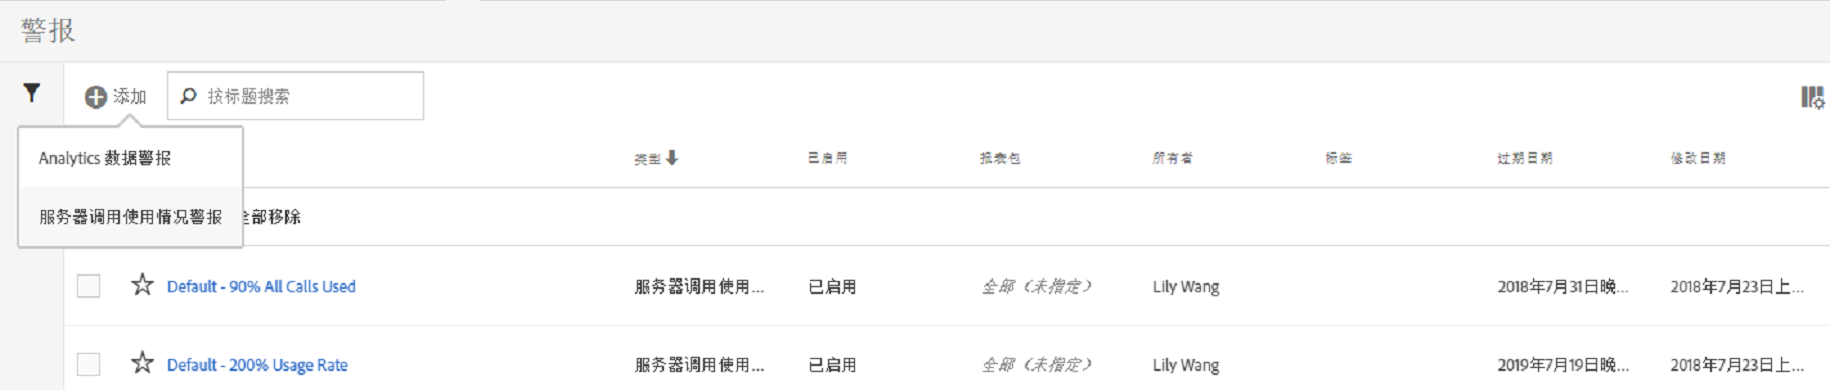 警报
添加 按标题搜索
Analytics 数据警报
类型 已启用 报表包 所有者 标签 过期日期 修改日期
服务器调用使用情况警报 全部移除
Default - 90% All Calls Used 服务器调用使用... 已启用 全部（未指定） Lily Wang 2018年7月31日晚... 2018年7月23日上...
Default - 200% Usage Rate 服务器调用使用... 已启用 全部（未指定） Lily Wang 2019年7月19日晚... 2018年7月23日上...